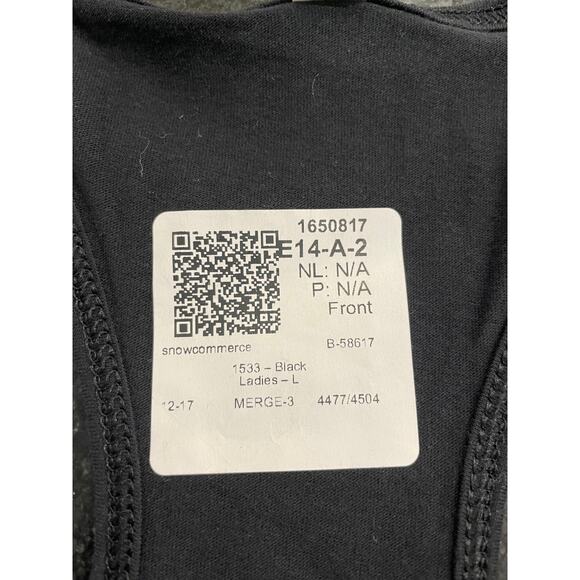 1650817
E14-A-2
NL: N/A
P: N/A
Front
snowcommerce B-58617
1533 – Black
Ladies – L
12-17 MERGE-3 4477/4504